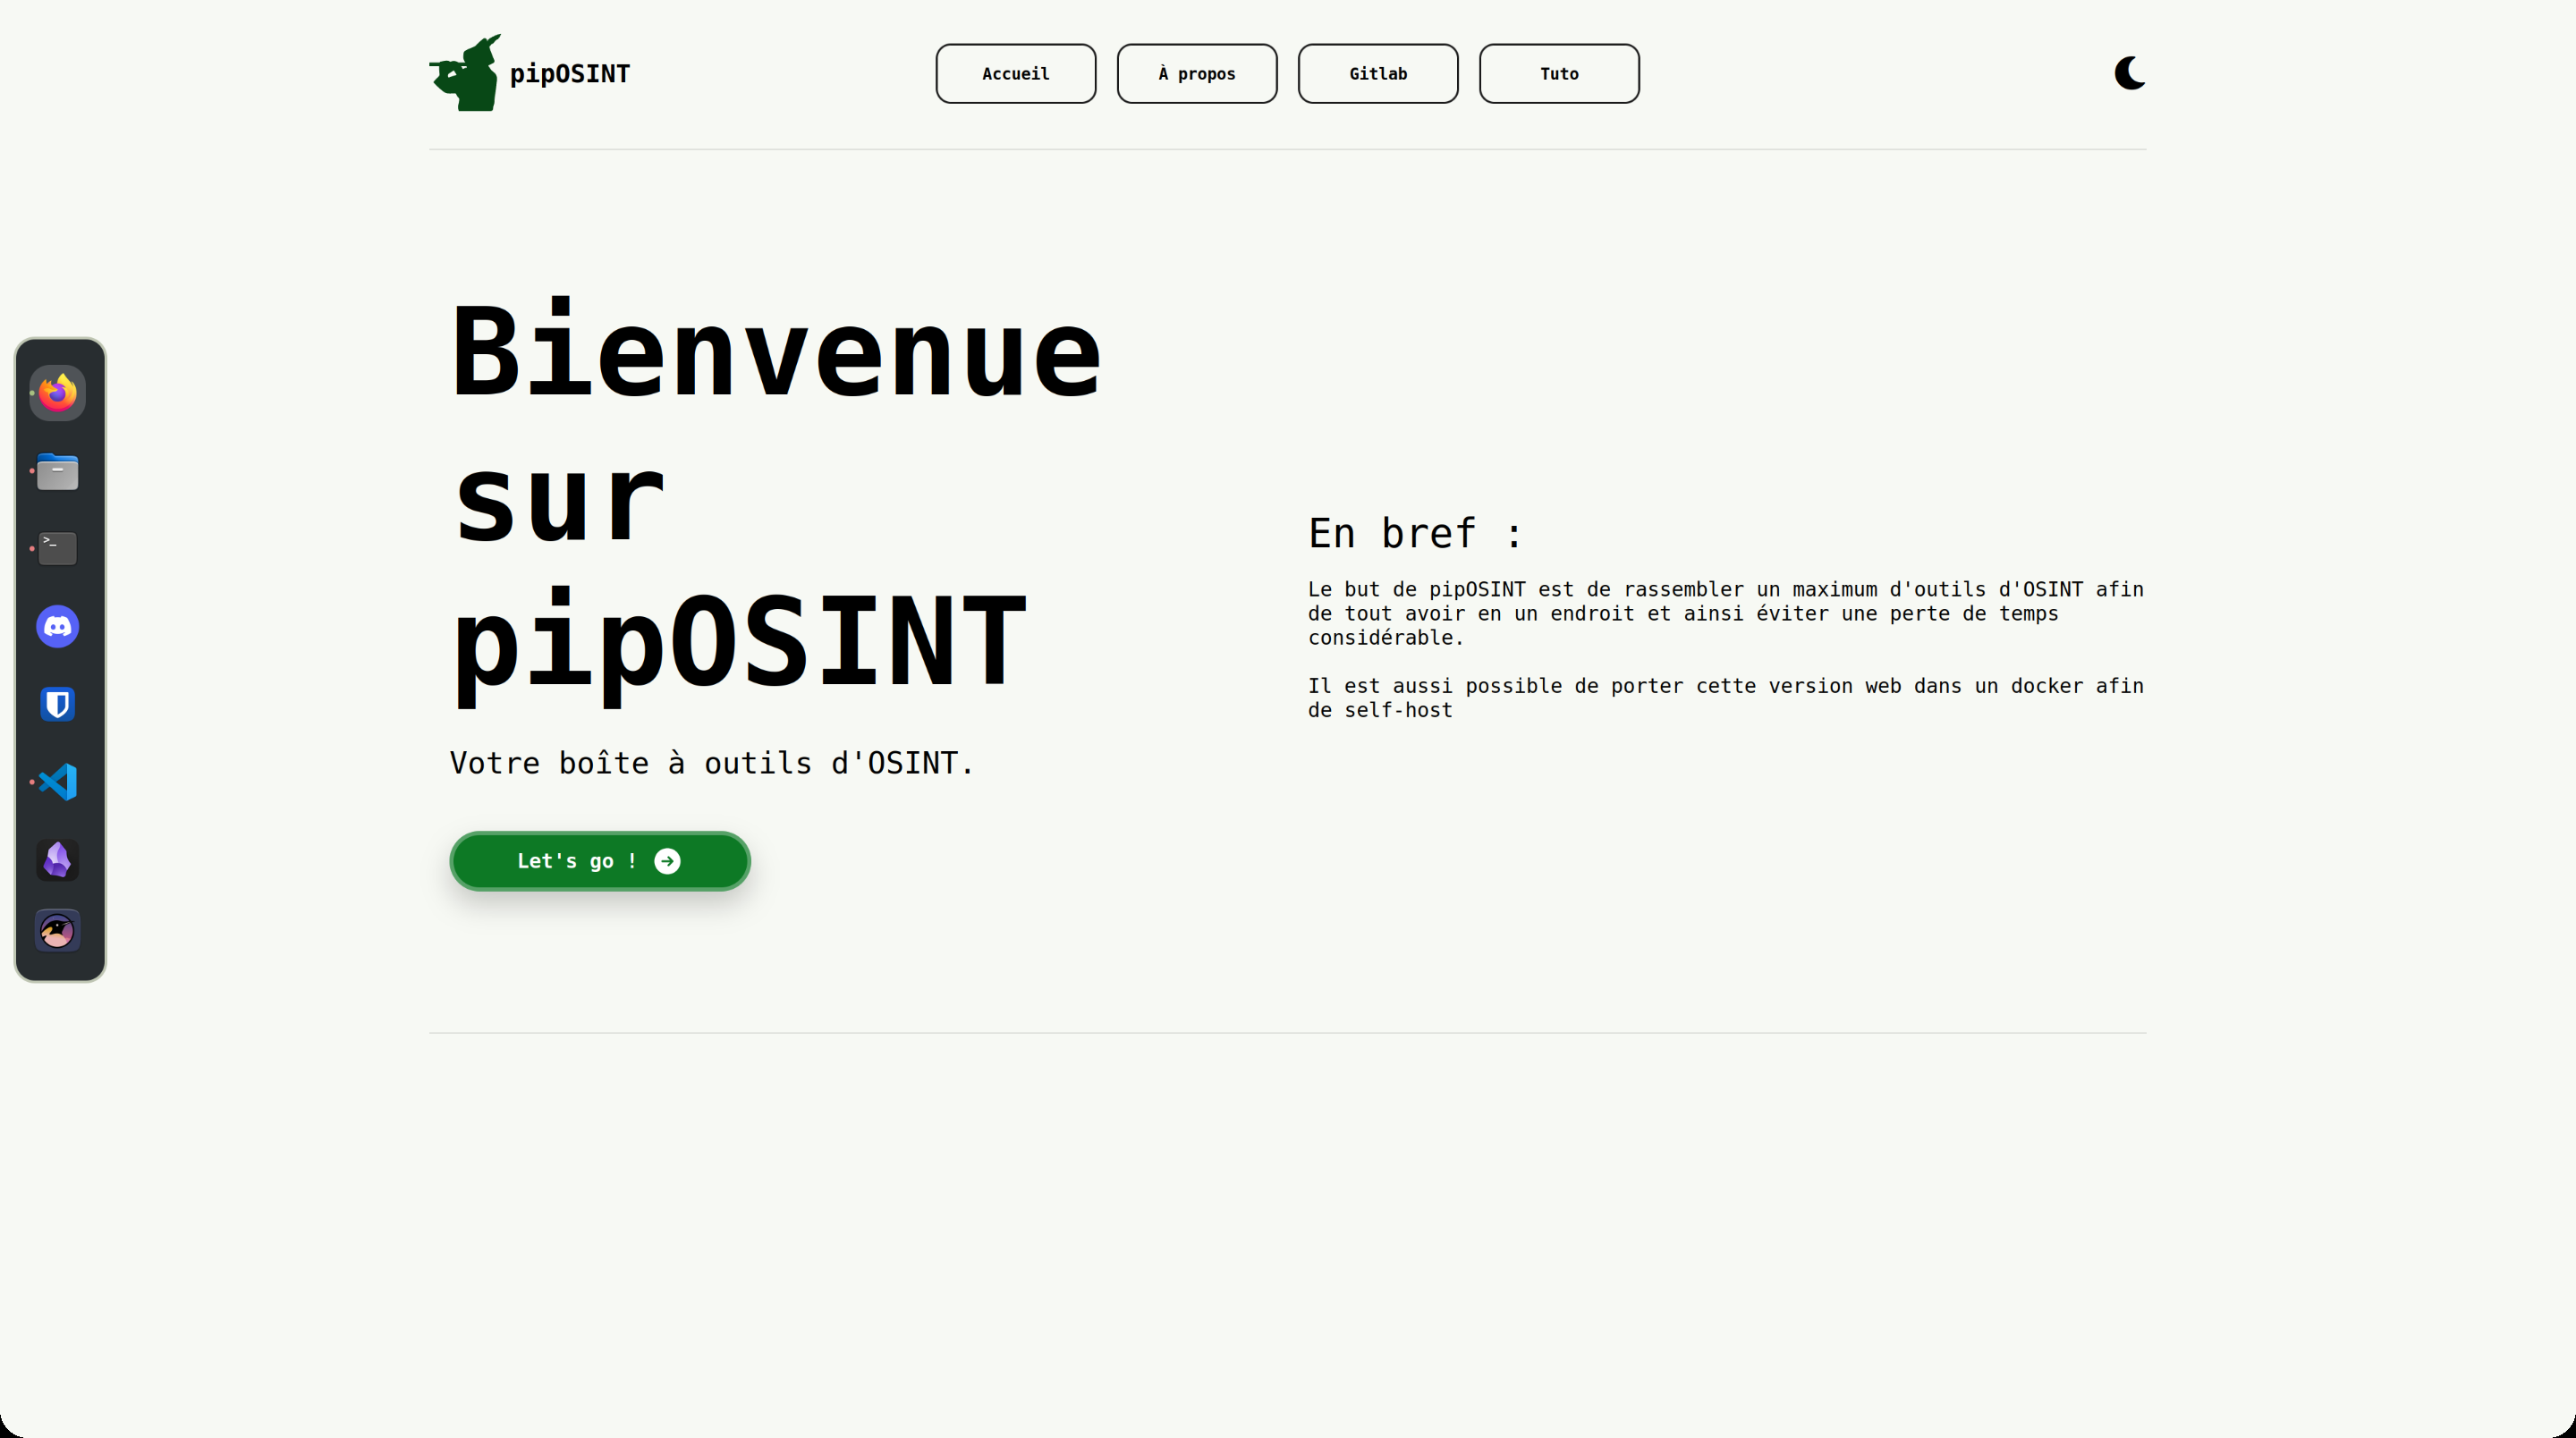 pipOSINT
Accueil
À propos
Gitlab
Tuto
Bienvenue
sur
pipOSINT
Votre boîte à outils d'OSINT.
Let's go !
En bref :
Le but de pipOSINT est de rassembler un maximum d'outils d'OSINT afin
de tout avoir en un endroit et ainsi éviter une perte de temps
considérable.
Il est aussi possible de porter cette version web dans un docker afin
de self-host
>_